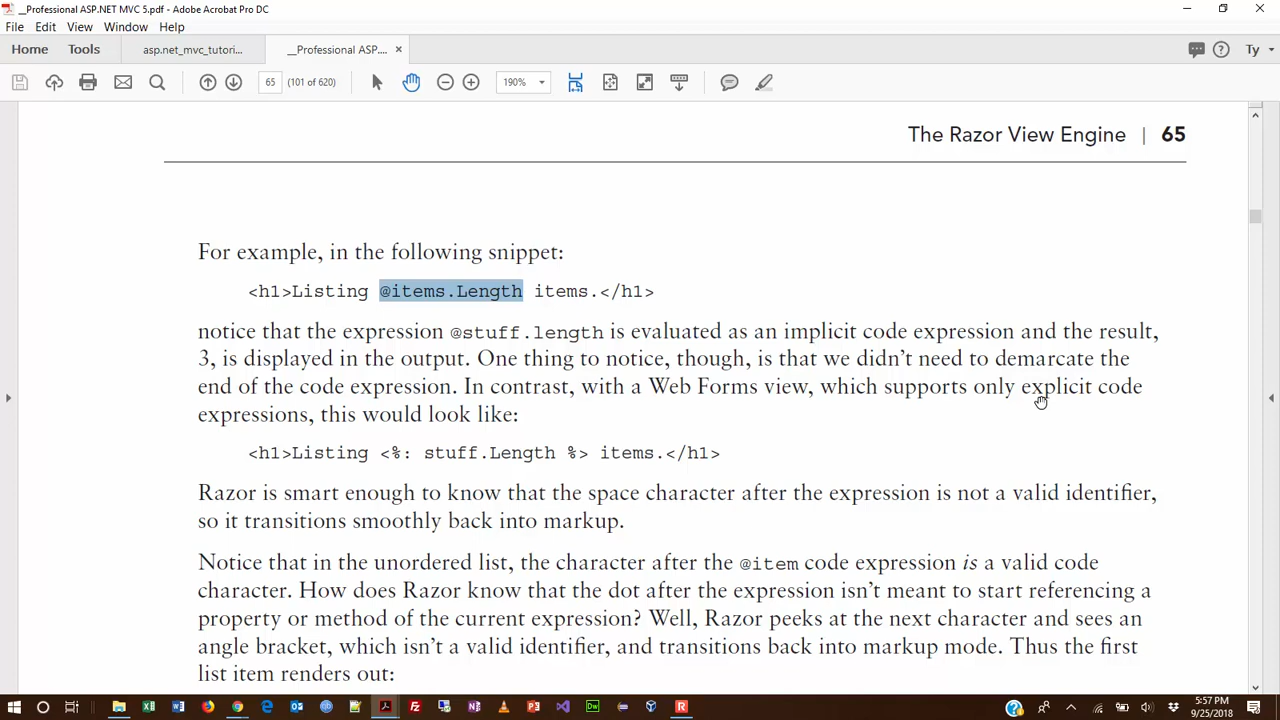 __Professional ASP.NET MVC 5.pdf - Adobe Acrobat Pro DC
File Edit View Window Help
Home Tools asp.net_mvc_tutori... __Professional ASP.... ×
65 (101 of 620) 190% Ty
The Razor View Engine | 65
For example, in the following snippet:
<h1>Listing @items.Length items.</h1>
notice that the expression @stuff.length is evaluated as an implicit code expression and the result,
3, is displayed in the output. One thing to notice, though, is that we didn't need to demarcate the
end of the code expression. In contrast, with a Web Forms view, which supports only explicit code
expressions, this would look like:
<h1>Listing <%: stuff.Length %> items.</h1>
Razor is smart enough to know that the space character after the expression is not a valid identifier,
so it transitions smoothly back into markup.
Notice that in the unordered list, the character after the @item code expression is a valid code
character. How does Razor know that the dot after the expression isn't meant to start referencing a
property or method of the current expression? Well, Razor peeks at the next character and sees an
angle bracket, which isn't a valid identifier, and transitions back into markup mode. Thus the first
list item renders out:
5:57 PM
9/25/2018